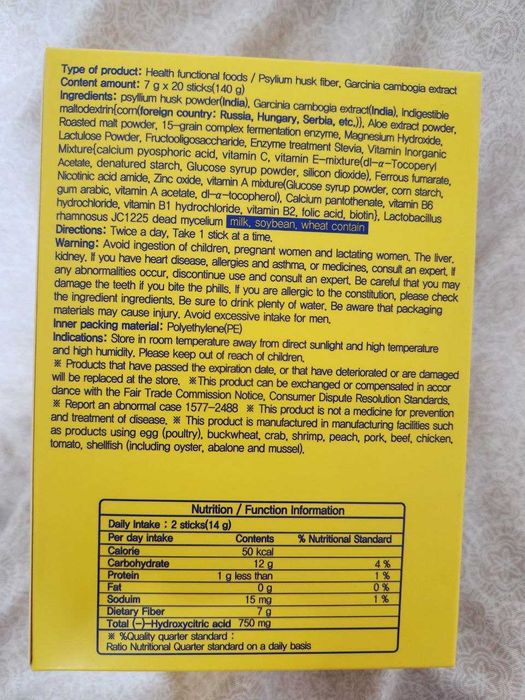 Type of product: Health functional foods / Psylium husk fiber, Garcinia cambogia extract
Content amount: 7 g x 20 sticks(140 g)
Ingredients: psyllium husk powder(India), Garcinia cambogia extract(India), Indigestible
maltodextrin{corn(foreign country: Russia, Hungary, Serbia, etc.)}, Aloe extract powder,
Roasted malt powder, 15-grain complex fermentation enzyme, Magnesium Hydroxide,
Lactulose Powder, Fructooligosaccharide, Enzyme treatment Stevia, Vitamin Inorganic
Mixture{calcium pyosphoric acid, vitamin C, vitamin E-mixture(dl-α-Tocoperyl
Acetate, denatured starch, Glucose syrup powder, silicon dioxide), Ferrous fumarate,
Nicotinic acid amide, Zinc oxide, vitamin A mixture(Glucose syrup powder, corn starch,
gum arabic, vitamin A acetate, dl-α-tocopherol), Calcium pantothenate, vitamin B6
hydrochloride, vitamin B1 hydrochloride, vitamin B2, folic acid, biotin}, Lactobacillus
rhamnosus JC1225 dead mycelium milk, soybean, wheat contain
Directions: Twice a day, Take 1 stick at a time.
Warning: Avoid ingestion of children, pregnant women and lactating women. The liver,
kidney. If you have heart disease, allergies and asthma, or medicines, consult an expert. If
any abnormalities occur, discontinue use and consult an expert. Be careful that you may
damage the teeth if you bite the phills. If you are allergic to the constitution, please check
the ingredient ingredients. Be sure to drink plenty of water. Be aware that packaging
materials may cause injury. Avoid excessive intake for men.
Inner packing material: Polyethylene(PE)
Indications: Store in room temperature away from direct sunlight and high temperature
and high humidity. Please keep out of reach of children.
※ Products that have passed the expiration date, or that have deteriorated or are damaged
will be replaced at the store. ※This product can be exchanged or compensated in accor
dance with the Fair Trade Commission Notice, Consumer Dispute Resolution Standards.
※ Report an abnormal case 1577-2488 ※ This product is not a medicine for prevention
and treatment of disease. ※ This product is manufactured in manufacturing facilities such
as products using egg (poultry), buckwheat, crab, shrimp, peach, pork, beef, chicken,
tomato, shellfish (including oyster, abalone and mussel).
Nutrition / Function Information
Daily Intake : 2 sticks(14 g)
Per day intake Contents % Nutritional Standard
Calorie 50 kcal
Carbohydrate 12 g 4 %
Protein 1 g less than 1 %
Fat 0 g 0 %
Soduim 15 mg 1 %
Dietary Fiber 7 g
Total (-)-Hydroxycitric acid 750 mg
※ %Quality quarter standard :
Ratio Nutritional Quarter standard on a daily basis